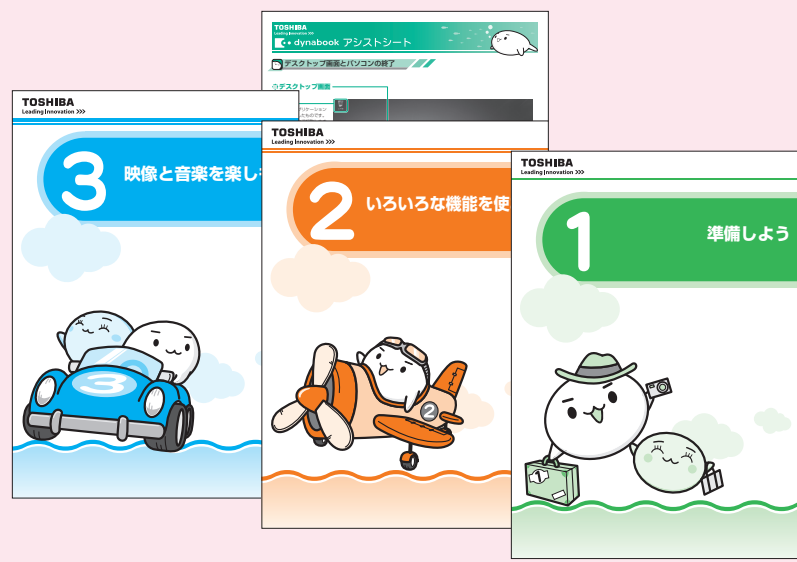 TOSHIBA
Leading Innovation >>>
dynabook アシストシート
デスクトップ画面とパソコンの終了
デスクトップ画面
TOSHIBA
Leading Innovation >>>
3
映像と音楽を楽し
3
TOSHIBA
Leading Innovation >>>
2
いろいろな機能を使
2
TOSHIBA
Leading Innovation >>>
1
準備しよう
1